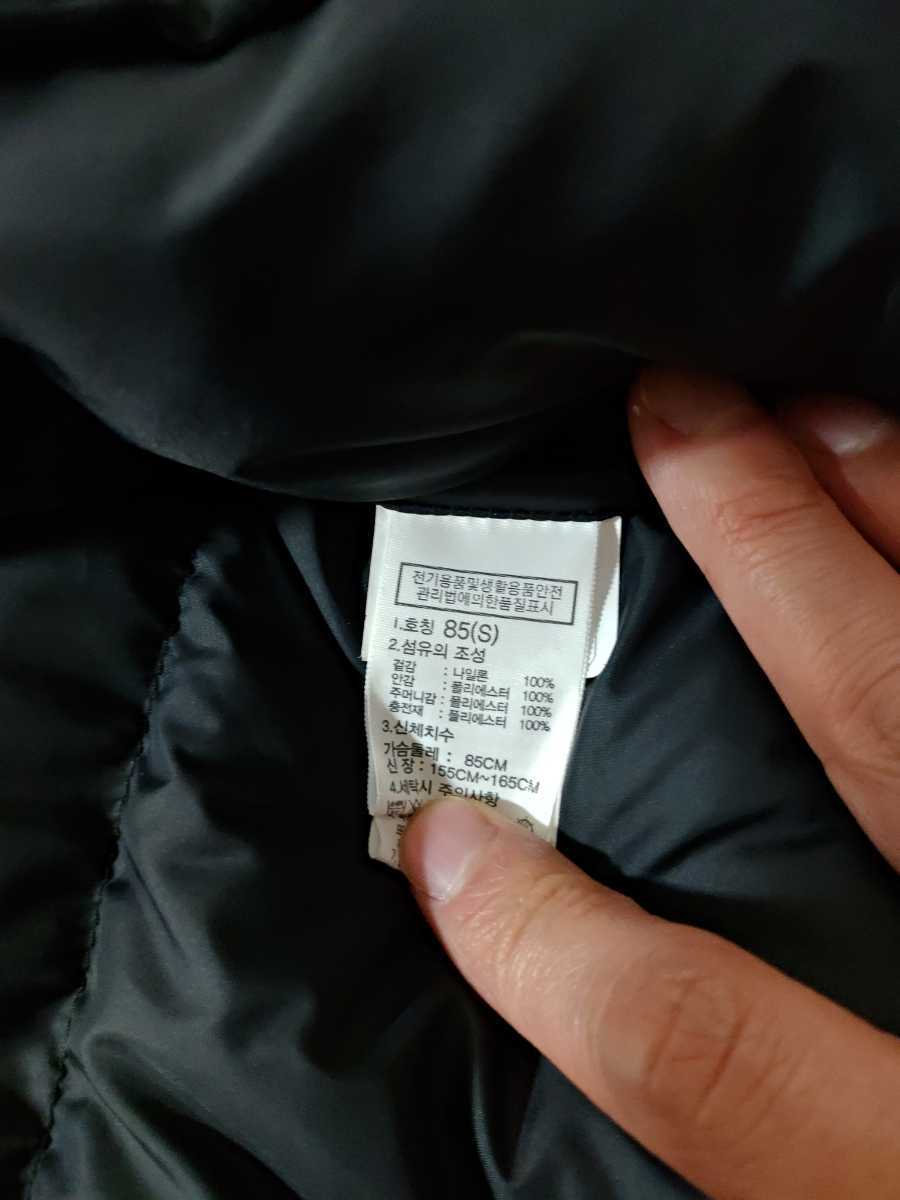 전기용품및생활용품안전
관리법에의한품질표시
1.호칭 85(S)
2.섬유의 조성
겉감 : 나일론 100%
안감 : 폴리에스터 100%
주머니감 : 폴리에스터 100%
충전재 : 폴리에스터 100%
3.신체치수
가슴둘레 : 85CM
신장 : 155CM~165CM
4.세탁시 주의사항